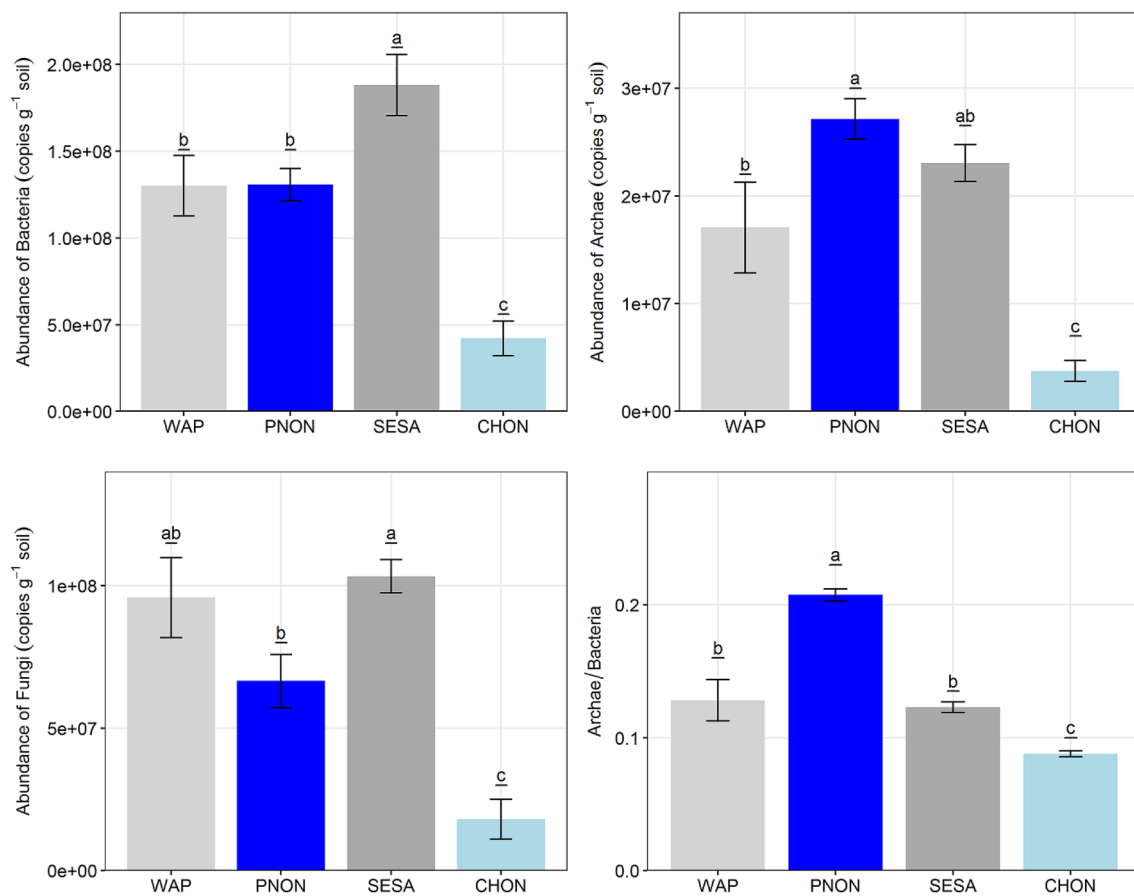 Abundance of Bacteria (copies g⁻¹ soil)
2.0e+08
1.5e+08
1.0e+08
5.0e+07
0.0e+00
b
b
a
c
WAP PNON SESA CHON
Abundance of Archae (copies g⁻¹ soil)
3e+07
2e+07
1e+07
0e+00
b
a
ab
c
WAP PNON SESA CHON
Abundance of Fungi (copies g⁻¹ soil)
1e+08
5e+07
0e+00
ab
b
a
c
WAP PNON SESA CHON
Archae/Bacteria
0.2
0.1
0.0
b
a
b
c
WAP PNON SESA CHON